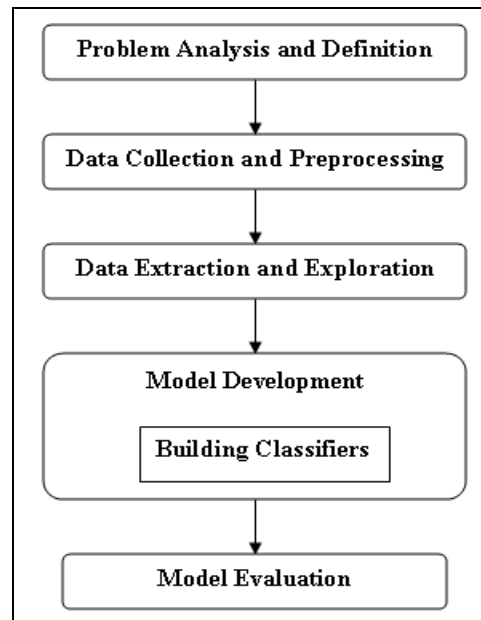 Problem Analysis and Definition
Data Collection and Preprocessing
Data Extraction and Exploration
Model Development
Building Classifiers
Model Evaluation